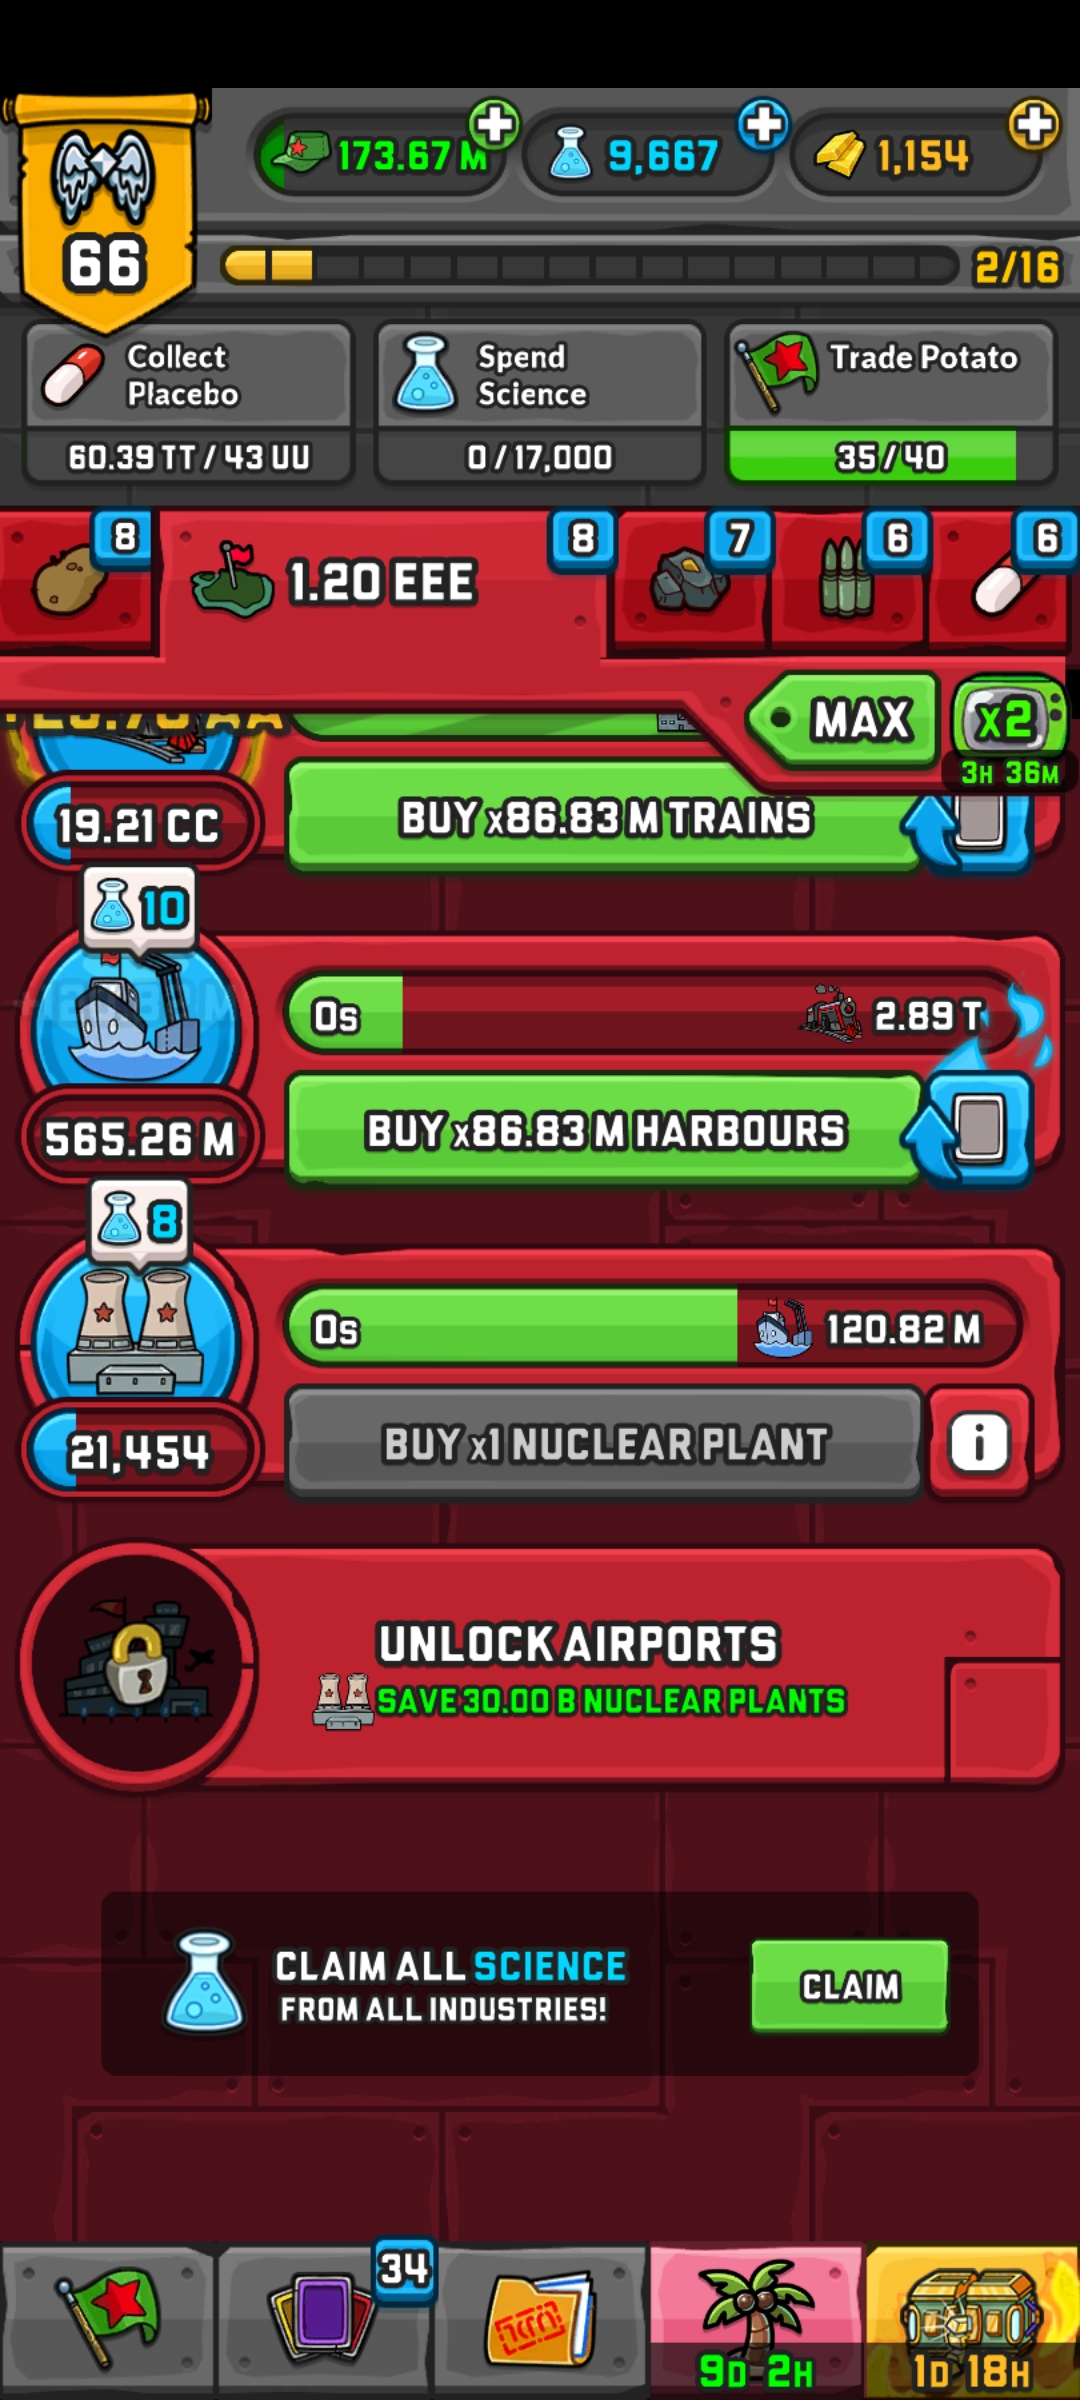 173.67 M
9,667
1,154
66
2/16
Collect
Placebo
Spend
Science
Trade Potato
60.39 TT / 43 UU
0 / 17,000
35 / 40
8
1.20 EEE
8
7
6
6
MAX
x2
3H 36M
19.21 CC
BUY x86.83 M TRAINS
10
0s
2.89 T
565.26 M
BUY x86.83 M HARBOURS
8
0s
120.82 M
21,454
BUY x1 NUCLEAR PLANT
i
UNLOCK AIRPORTS
SAVE 30.00 B NUCLEAR PLANTS
CLAIM ALL SCIENCE
FROM ALL INDUSTRIES!
CLAIM
34
9D 2H
1D 18H